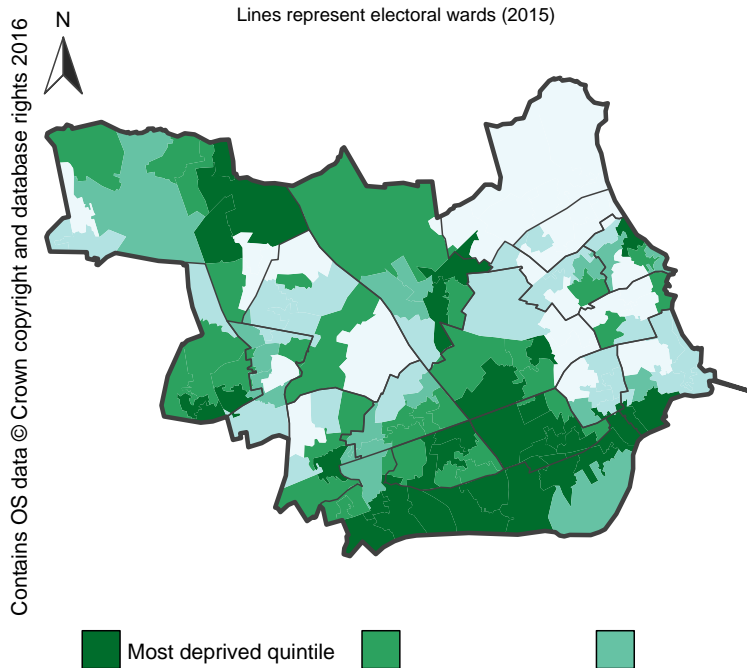 Lines represent electoral wards (2015)
N
Contains OS data © Crown copyright and database rights 2016
Most deprived quintile